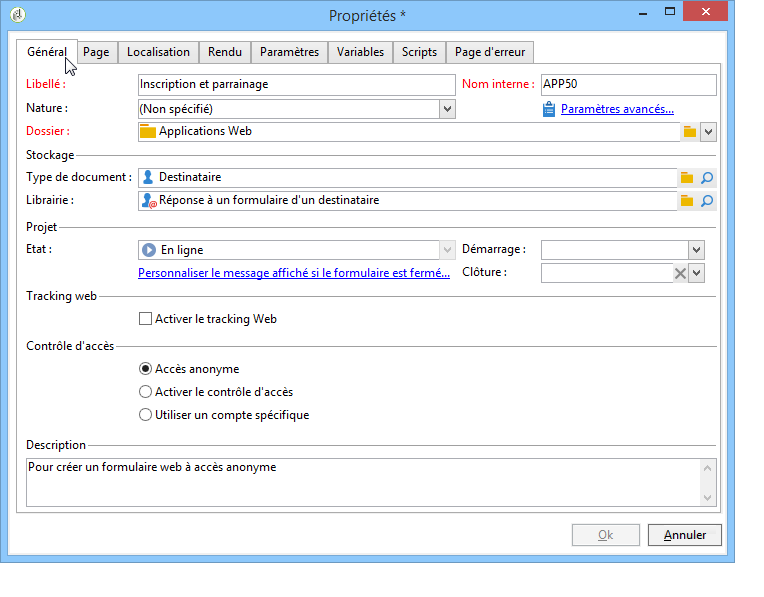 Propriétés *
Général Page Localisation Rendu Paramètres Variables Scripts Page d'erreur
Libellé : Inscription et parrainage Nom interne : APP50
Nature : (Non spécifié) Paramètres avancés...
Dossier : Applications Web
Stockage
Type de document : Destinataire
Librairie : Réponse à un formulaire d'un destinataire
Projet
Etat : En ligne Démarrage :
Personnaliser le message affiché si le formulaire est fermé... Clôture :
Tracking web
Activer le tracking Web
Contrôle d'accès
Accès anonyme
Activer le contrôle d'accès
Utiliser un compte spécifique
Description
Pour créer un formulaire web à accès anonyme
Ok Annuler